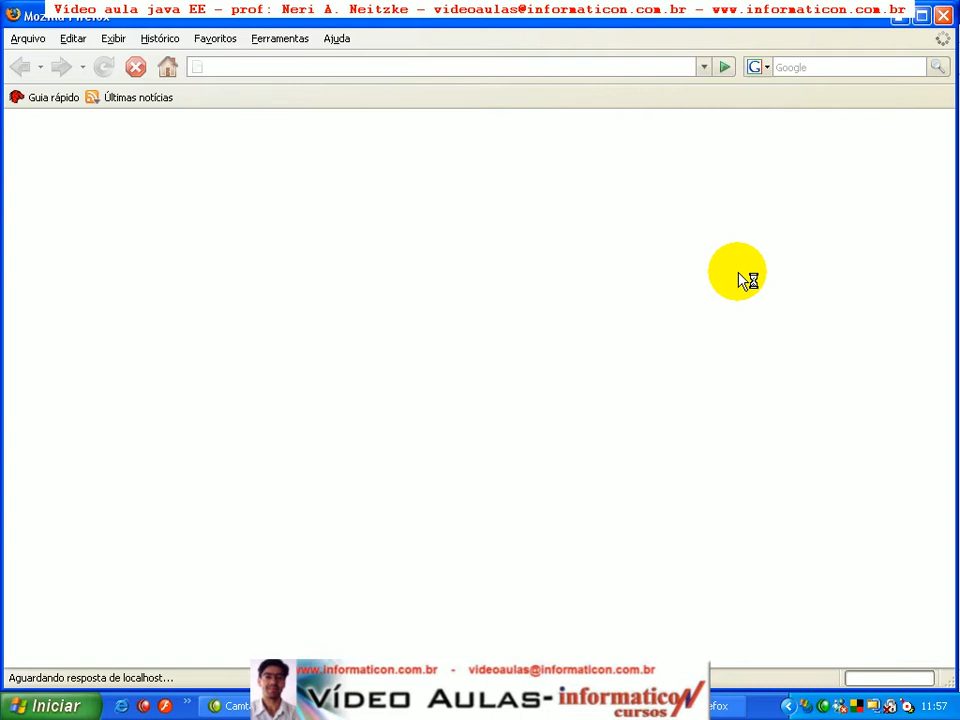 Vídeo aula java EE - prof: Neri A. Neitzke - videoaulas@informaticon.com.br - www.informaticon.com.br
Arquivo Editar Exibir Histórico Favoritos Ferramentas Ajuda
G Google
Guia rápido Últimas notícias
Aguardando resposta de localhost...
www.informaticon.com.br - videoaulas@informaticon.com.br
VÍDEO AULAS-informaticon
cursos
Iniciar
11:57